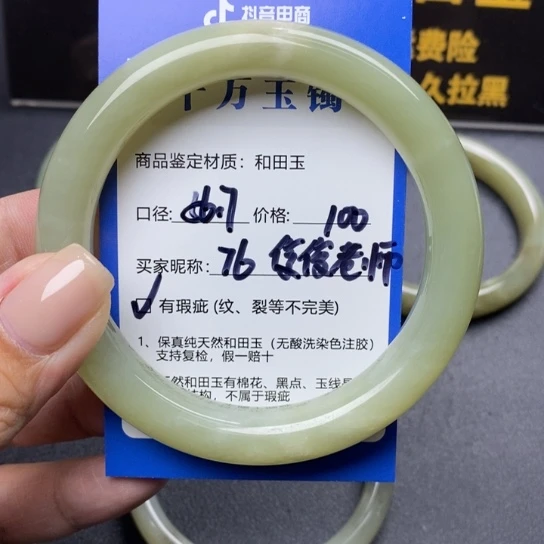 抖音电商
千万玉镯
费险
久拉黑
商品鉴定材质：和田玉
口径: 价格: 100
买家昵称: 76 老师
有瑕疵 (纹、裂等不完美)
1、保真纯天然和田玉（无酸洗染色注胶）
支持复检，假一赔十
然和田玉有棉花、黑点、玉线
构，不属于瑕疵